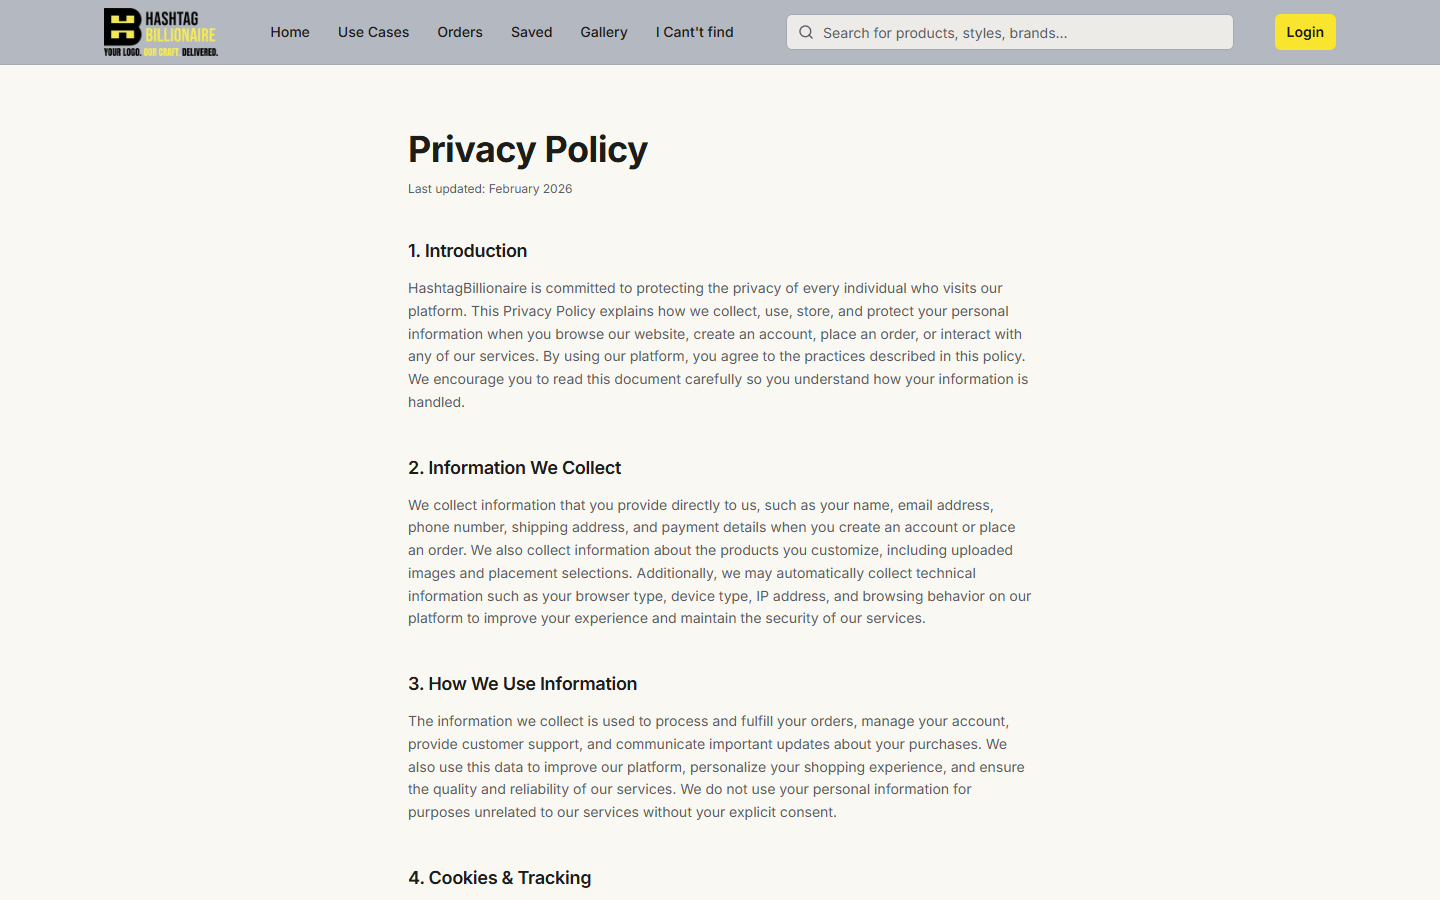 HASHTAG
BILLIONAIRE
YOUR LOGO. OUR CRAFT. DELIVERED.
Home
Use Cases
Orders
Saved
Gallery
I Cant't find
Search for products, styles, brands...
Login
Privacy Policy
Last updated: February 2026
1. Introduction
HashtagBillionaire is committed to protecting the privacy of every individual who visits our
platform. This Privacy Policy explains how we collect, use, store, and protect your personal
information when you browse our website, create an account, place an order, or interact with
any of our services. By using our platform, you agree to the practices described in this policy.
We encourage you to read this document carefully so you understand how your information is
handled.
2. Information We Collect
We collect information that you provide directly to us, such as your name, email address,
phone number, shipping address, and payment details when you create an account or place
an order. We also collect information about the products you customize, including uploaded
images and placement selections. Additionally, we may automatically collect technical
information such as your browser type, device type, IP address, and browsing behavior on our
platform to improve your experience and maintain the security of our services.
3. How We Use Information
The information we collect is used to process and fulfill your orders, manage your account,
provide customer support, and communicate important updates about your purchases. We
also use this data to improve our platform, personalize your shopping experience, and ensure
the quality and reliability of our services. We do not use your personal information for
purposes unrelated to our services without your explicit consent.
4. Cookies & Tracking